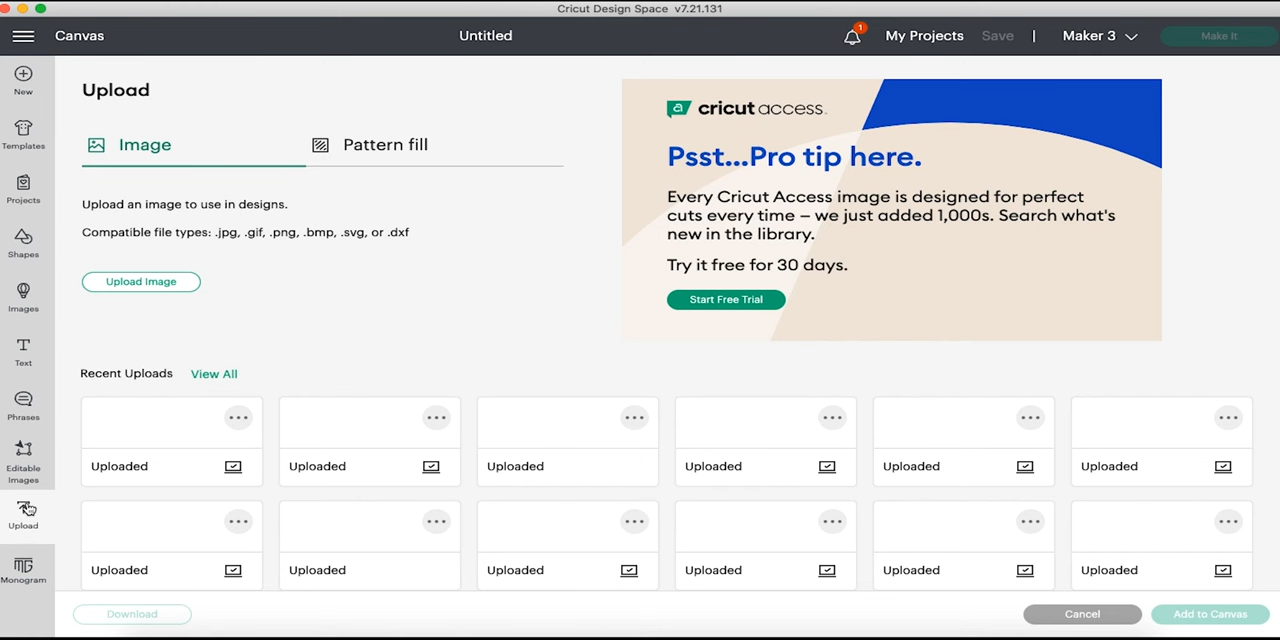 Cricut Design Space v7.21.131
Canvas
Untitled
1
My Projects
Save
|
Maker 3
Make It
New
Templates
Projects
Shapes
Images
Text
Phrases
Editable
Images
Upload
Monogram
Upload
Image
Pattern fill
Upload an image to use in designs.
Compatible file types: .jpg, .gif, .png, .bmp, .svg, or .dxf
Upload Image
a cricut access™
Psst...Pro tip here.
Every Cricut Access image is designed for perfect
cuts every time – we just added 1,000s. Search what's
new in the library.
Try it free for 30 days.
Start Free Trial
Recent Uploads View All
Uploaded
Uploaded
Uploaded
Uploaded
Uploaded
Uploaded
Uploaded
Uploaded
Uploaded
Uploaded
Uploaded
Uploaded
Download
Cancel
Add to Canvas